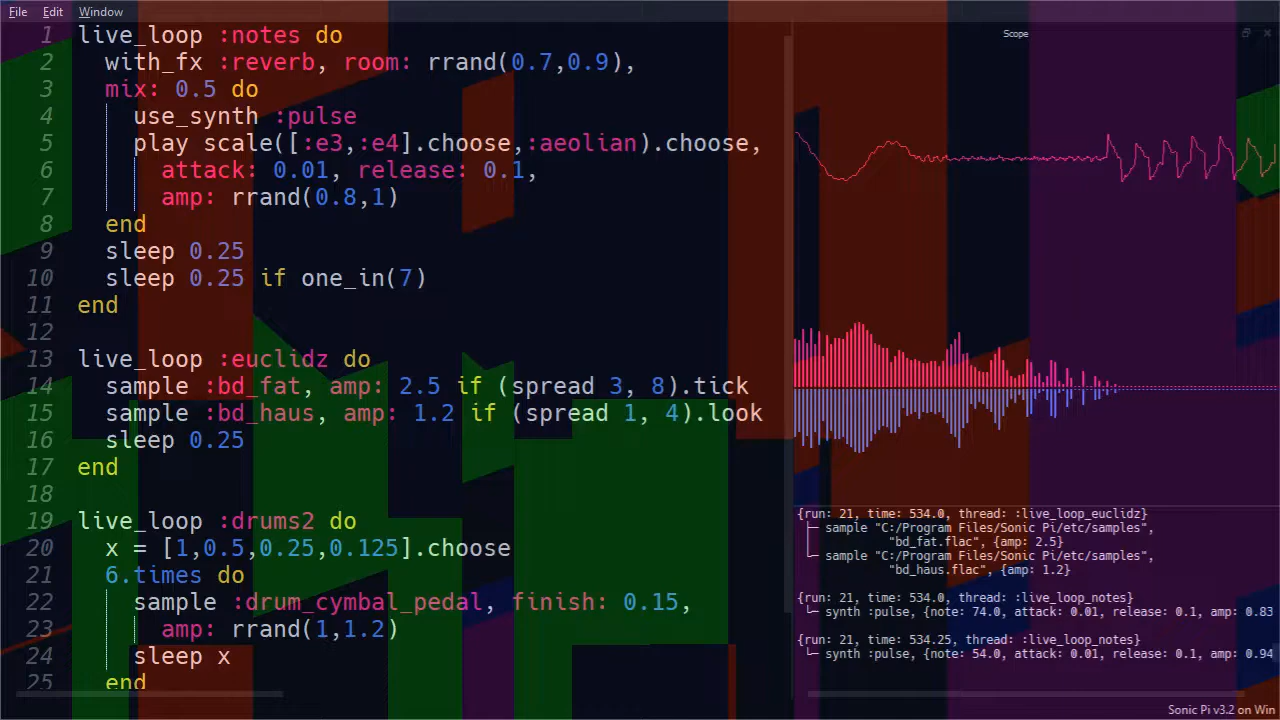 File Edit Window
1 live_loop :notes do
2 with_fx :reverb, room: rrand(0.7,0.9),
3 mix: 0.5 do
4 use_synth :pulse
5 play scale([:e3,:e4].choose,:aeolian).choose,
6 attack: 0.01, release: 0.1,
7 amp: rrand(0.8,1)
8 end
9 sleep 0.25
10 sleep 0.25 if one_in(7)
11 end
12
13 live_loop :euclidz do
14 sample :bd_fat, amp: 2.5 if (spread 3, 8).tick
15 sample :bd_haus, amp: 1.2 if (spread 1, 4).look
16 sleep 0.25
17 end
18
19 live_loop :drums2 do
20 x = [1,0.5,0.25,0.125].choose
21 6.times do
22 sample :drum_cymbal_pedal, finish: 0.15,
23 amp: rrand(1,1.2)
24 sleep x
25 end
Scope
{run: 21, time: 534.0, thread: :live_loop_euclidz}
├─ sample "C:/Program Files/Sonic Pi/etc/samples",
│ "bd_fat.flac", {amp: 2.5}
└─ sample "C:/Program Files/Sonic Pi/etc/samples",
"bd_haus.flac", {amp: 1.2}
{run: 21, time: 534.0, thread: :live_loop_notes}
└─ synth :pulse, {note: 74.0, attack: 0.01, release: 0.1, amp: 0.83
{run: 21, time: 534.25, thread: :live_loop_notes}
└─ synth :pulse, {note: 54.0, attack: 0.01, release: 0.1, amp: 0.94
Sonic Pi v3.2 on Win